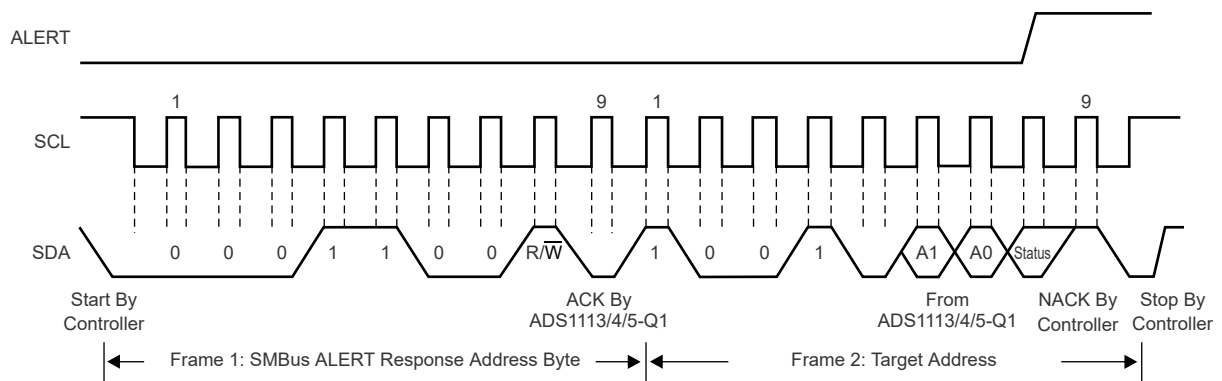 ALERT
1 9 1 9
SCL
SDA
0 0 0 1 1 0 0 R/W̅ 1 0 0 1 A1 A0 Status
Start By
Controller
ACK By
ADS1113/4/5-Q1
From
ADS1113/4/5-Q1
NACK By
Controller
Stop By
Controller
Frame 1: SMBus ALERT Response Address Byte
Frame 2: Target Address